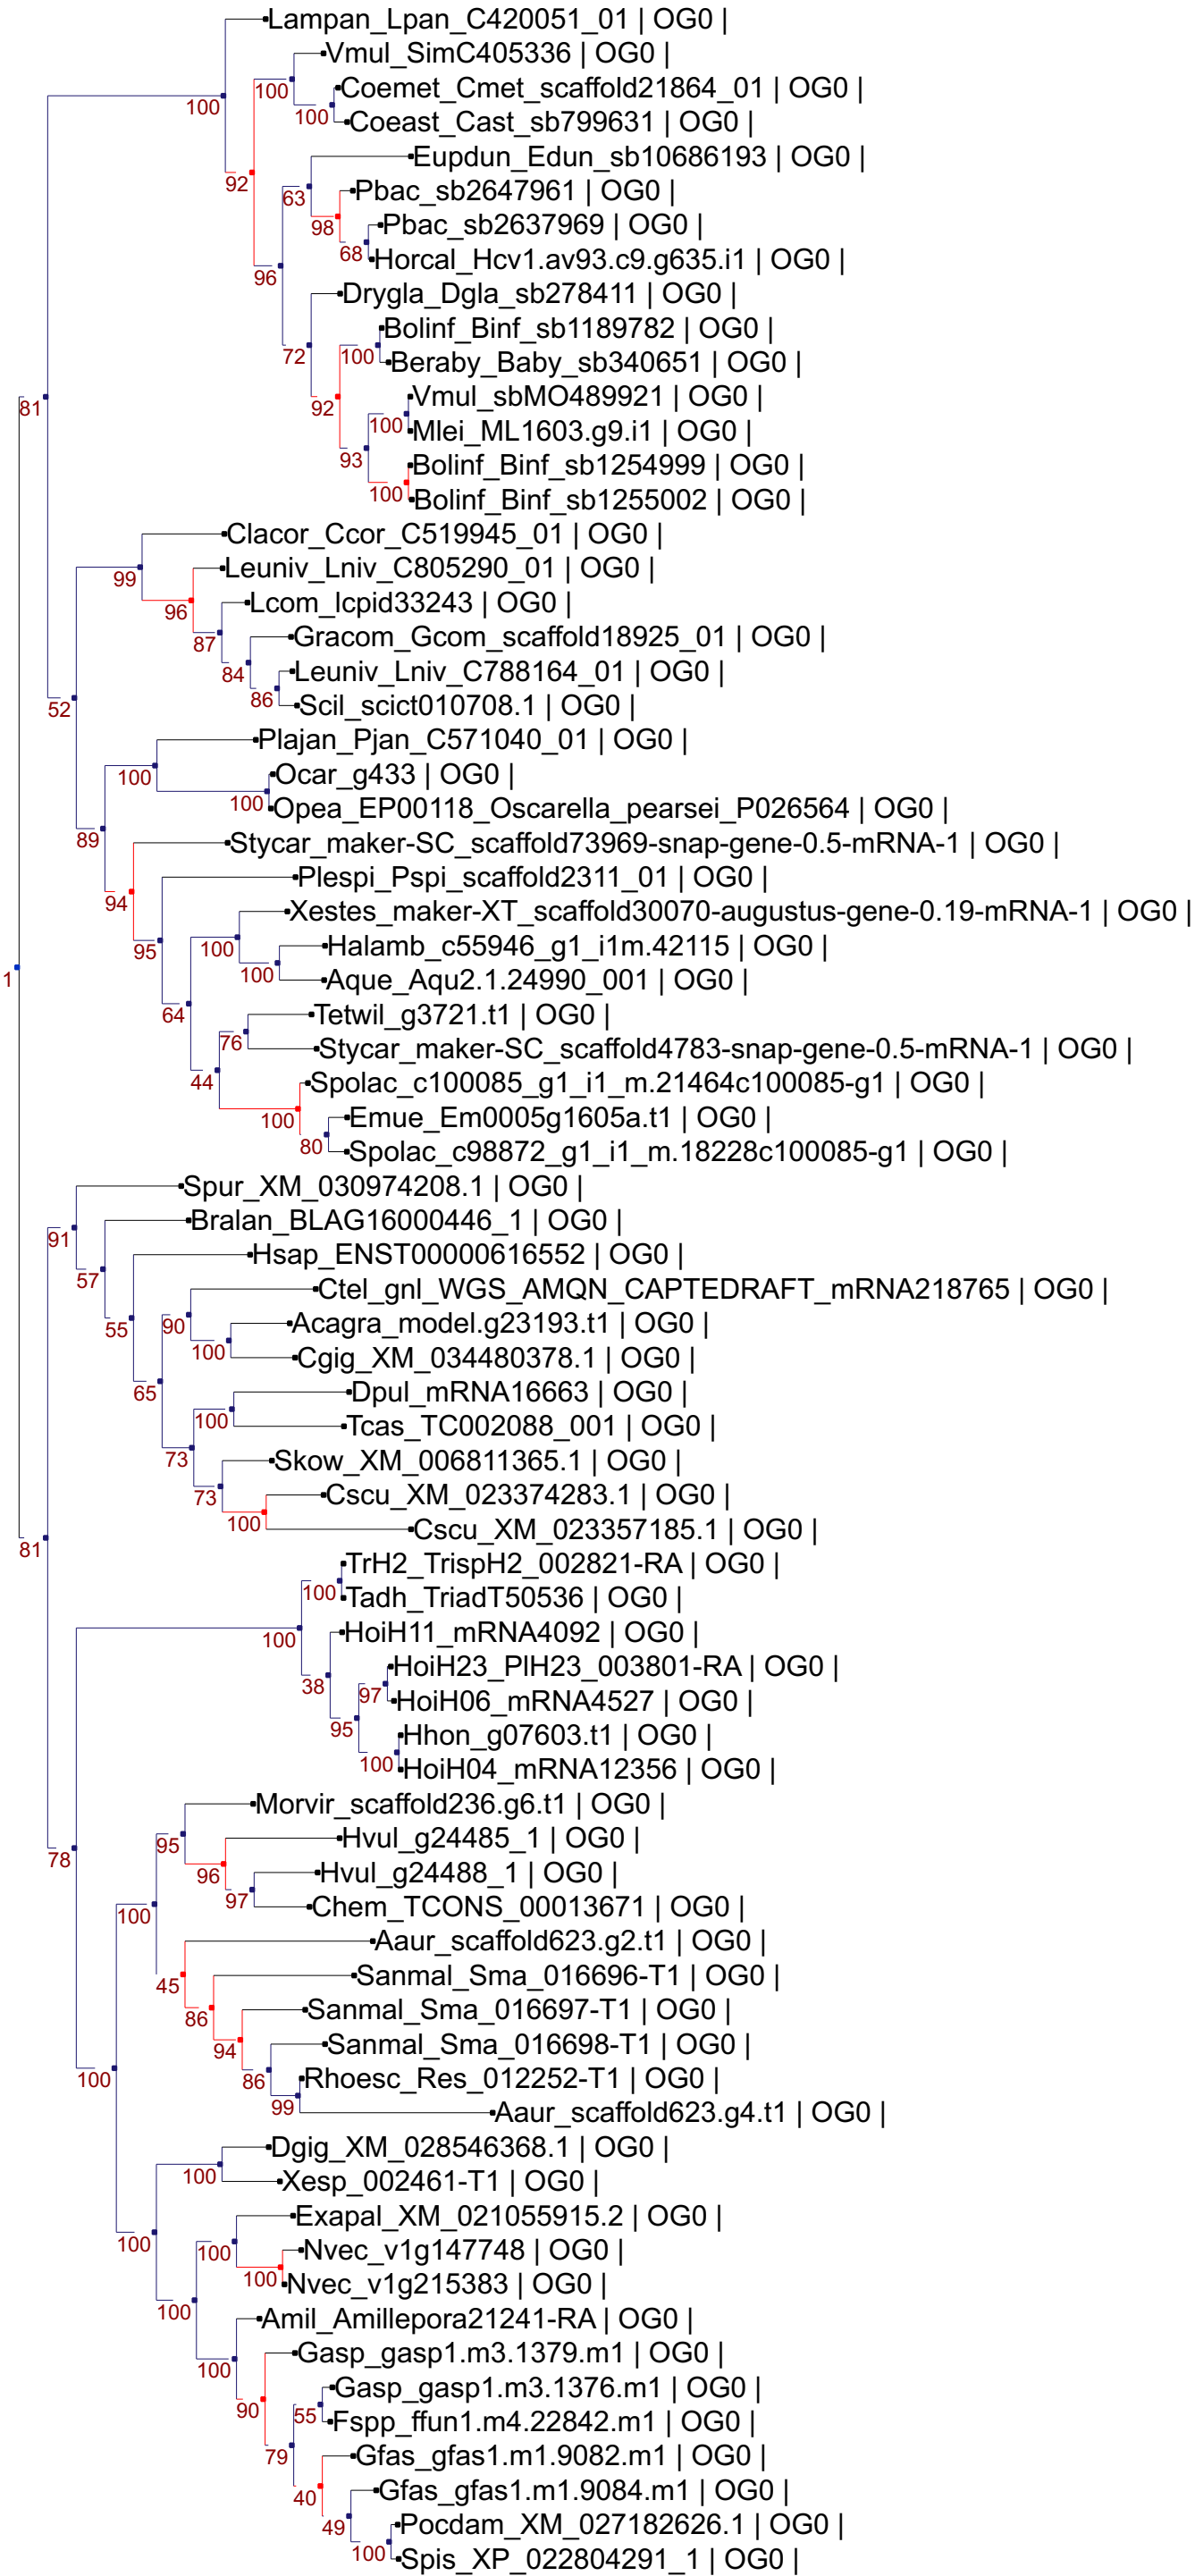 Lampan_Lpan_C420051_01 | OG0 |
Vmul_SimC405336 | OG0 |
100
Coemet_Cmet_scaffold21864_01 | OG0 |
100
100
Coeast_Cast_sb799631 | OG0 |
Eupdun_Edun_sb10686193 | OG0 |
92
63
Pbac_sb2647961 | OG0 |
98
Pbac_sb2637969 | OG0 |
68
Horcal_Hcv1.av93.c9.g635.i1 | OG0 |
96
Drygla_Dgla_sb278411 | OG0 |
Bolinf_Binf_sb1189782 | OG0 |
72
100
Beraby_Baby_sb340651 | OG0 |
Vmul_sbMO489921 | OG0 |
81
92
100
Mlei_ML1603.g9.i1 | OG0 |
93
Bolinf_Binf_sb1254999 | OG0 |
100
Bolinf_Binf_sb1255002 | OG0 |
Clacor_Ccor_C519945_01 | OG0 |
99
Leuniv_Lniv_C805290_01 | OG0 |
96
Lcom_lcpid33243 | OG0 |
87
Gracom_Gcom_scaffold18925_01 | OG0 |
84
Leuniv_Lniv_C788164_01 | OG0 |
86
52
Scil_scict010708.1 | OG0 |
Plajan_Pjan_C571040_01 | OG0 |
100
Ocar_g433 | OG0 |
100
Opea_EP00118_Oscarella_pearsei_P026564 | OG0 |
89
Stycar_maker-SC_scaffold73969-snap-gene-0.5-mRNA-1 | OG0 |
Plespi_Pspi_scaffold2311_01 | OG0 |
94
Xestes_maker-XT_scaffold30070-augustus-gene-0.19-mRNA-1 | OG0 |
95
100
Halamb_c55946_g1_i1m.42115 | OG0 |
100
1
Aque_Aqu2.1.24990_001 | OG0 |
64
Tetwil_g3721.t1 | OG0 |
76
Stycar_maker-SC_scaffold4783-snap-gene-0.5-mRNA-1 | OG0 |
44
Spolac_c100085_g1_i1_m.21464c100085-g1 | OG0 |
100
Emue_Em0005g1605a.t1 | OG0 |
80
Spolac_c98872_g1_i1_m.18228c100085-g1 | OG0 |
Spur_XM_030974208.1 | OG0 |
91
Bralan_BLAG16000446_1 | OG0 |
57
Hsap_ENST00000616552 | OG0 |
Ctel_gnl_WGS_AMQN_CAPTEDRAFT_mRNA218765 | OG0 |
55
90
Acagra_model.g23193.t1 | OG0 |
100
Cgig_XM_034480378.1 | OG0 |
65
Dpul_mRNA16663 | OG0 |
100
Tcas_TC002088_001 | OG0 |
73
Skow_XM_006811365.1 | OG0 |
73
Cscu_XM_023374283.1 | OG0 |
100
Cscu_XM_023357185.1 | OG0 |
81
TrH2_TrispH2_002821-RA | OG0 |
100
Tadh_TriadT50536 | OG0 |
100
HoiH11_mRNA4092 | OG0 |
HoiH23_PlH23_003801-RA | OG0 |
38
97
HoiH06_mRNA4527 | OG0 |
95
Hhon_g07603.t1 | OG0 |
100
HoiH04_mRNA12356 | OG0 |
Morvir_scaffold236.g6.t1 | OG0 |
95
Hvul_g24485_1 | OG0 |
78
96
Hvul_g24488_1 | OG0 |
97
Chem_TCONS_00013671 | OG0 |
100
Aaur_scaffold623.g2.t1 | OG0 |
Sanmal_Sma_016696-T1 | OG0 |
45
Sanmal_Sma_016697-T1 | OG0 |
86
Sanmal_Sma_016698-T1 | OG0 |
94
Rhoesc_Res_012252-T1 | OG0 |
100
86
99
Aaur_scaffold623.g4.t1 | OG0 |
Dgig_XM_028546368.1 | OG0 |
100
Xesp_002461-T1 | OG0 |
Exapal_XM_021055915.2 | OG0 |
100
100
Nvec_v1g147748 | OG0 |
100
Nvec_v1g215383 | OG0 |
100
Amil_Amillepora21241-RA | OG0 |
100
Gasp_gasp1.m3.1379.m1 | OG0 |
Gasp_gasp1.m3.1376.m1 | OG0 |
90
55
Fspp_ffun1.m4.22842.m1 | OG0 |
79
Gfas_gfas1.m1.9082.m1 | OG0 |
40
Gfas_gfas1.m1.9084.m1 | OG0 |
49
Pocdam_XM_027182626.1 | OG0 |
100
Spis_XP_022804291_1 | OG0 |